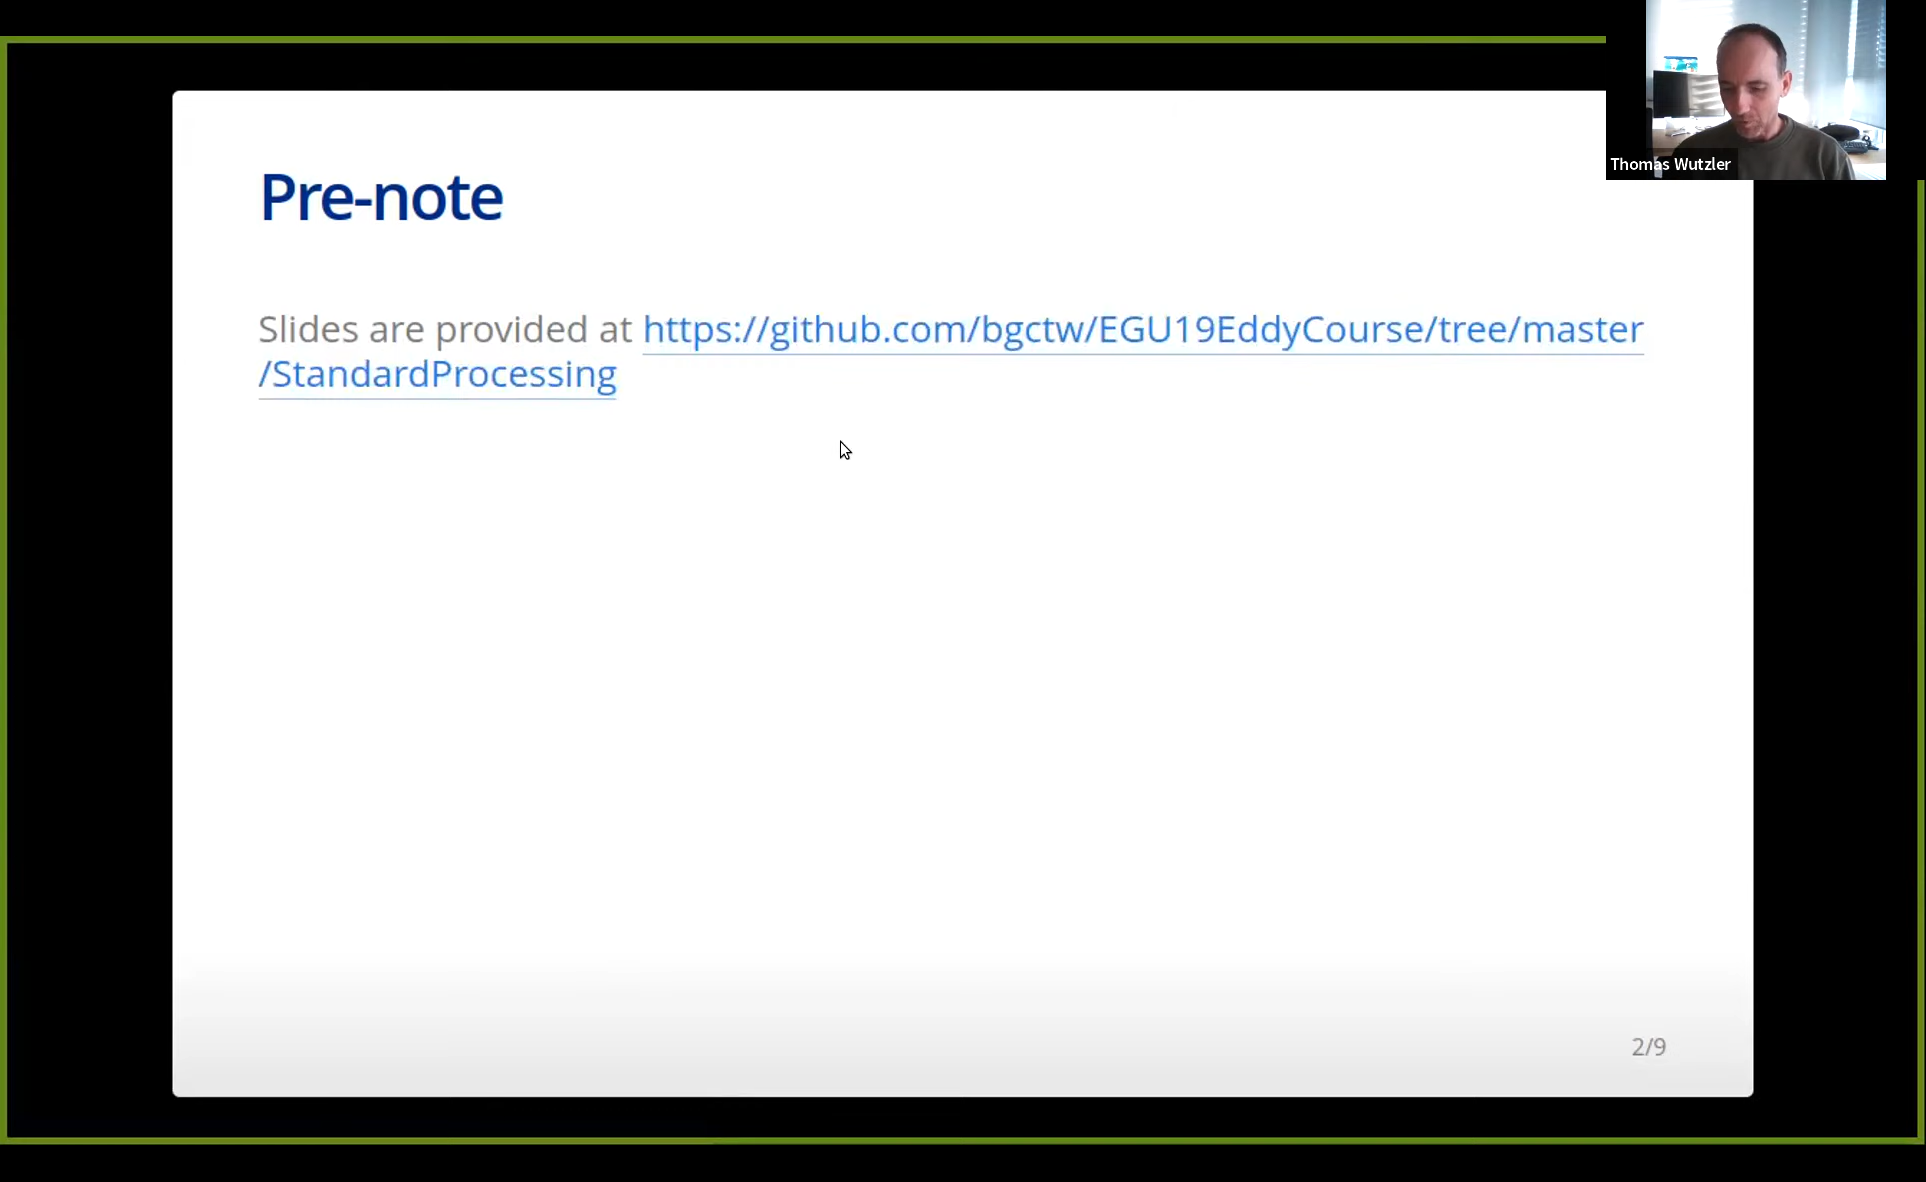 Thomas Wutzler
Pre-note
Slides are provided at https://github.com/bgctw/EGU19EddyCourse/tree/master
/StandardProcessing
2/9